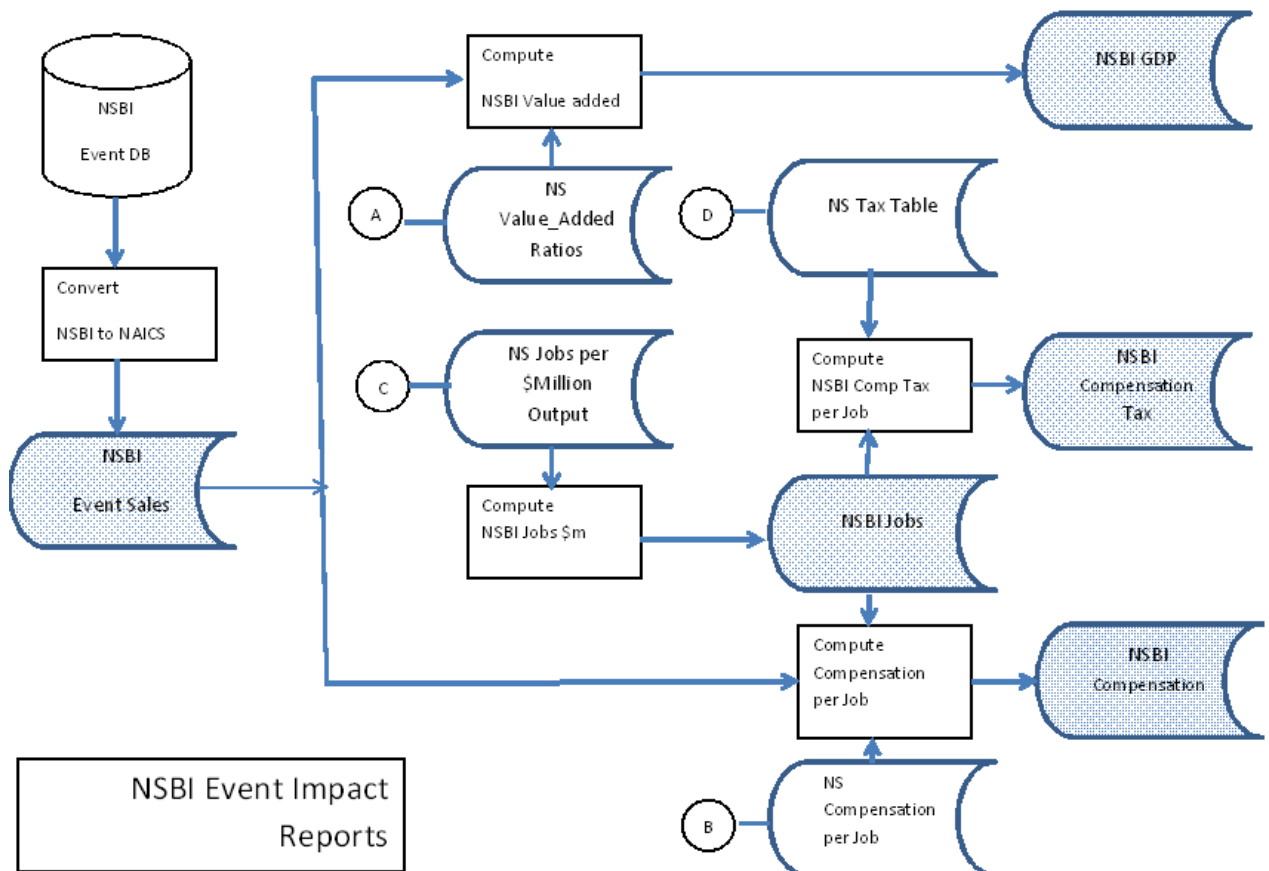 NSBI
Event DB
Convert
NSBI to NAICS
NSBI
Event Sales
Compute
NSBI Value added
NSBI GDP
A
NS
Value_Added
Ratios
D
NS Tax Table
C
NS Jobs per
$Million
Output
Compute
NSBI Comp Tax
per Job
NSBI
Compensation
Tax
Compute
NSBI Jobs $m
NSBI Jobs
Compute
Compensation
per Job
NSBI
Compensation
B
NS
Compensation
per Job
NSBI Event Impact
Reports